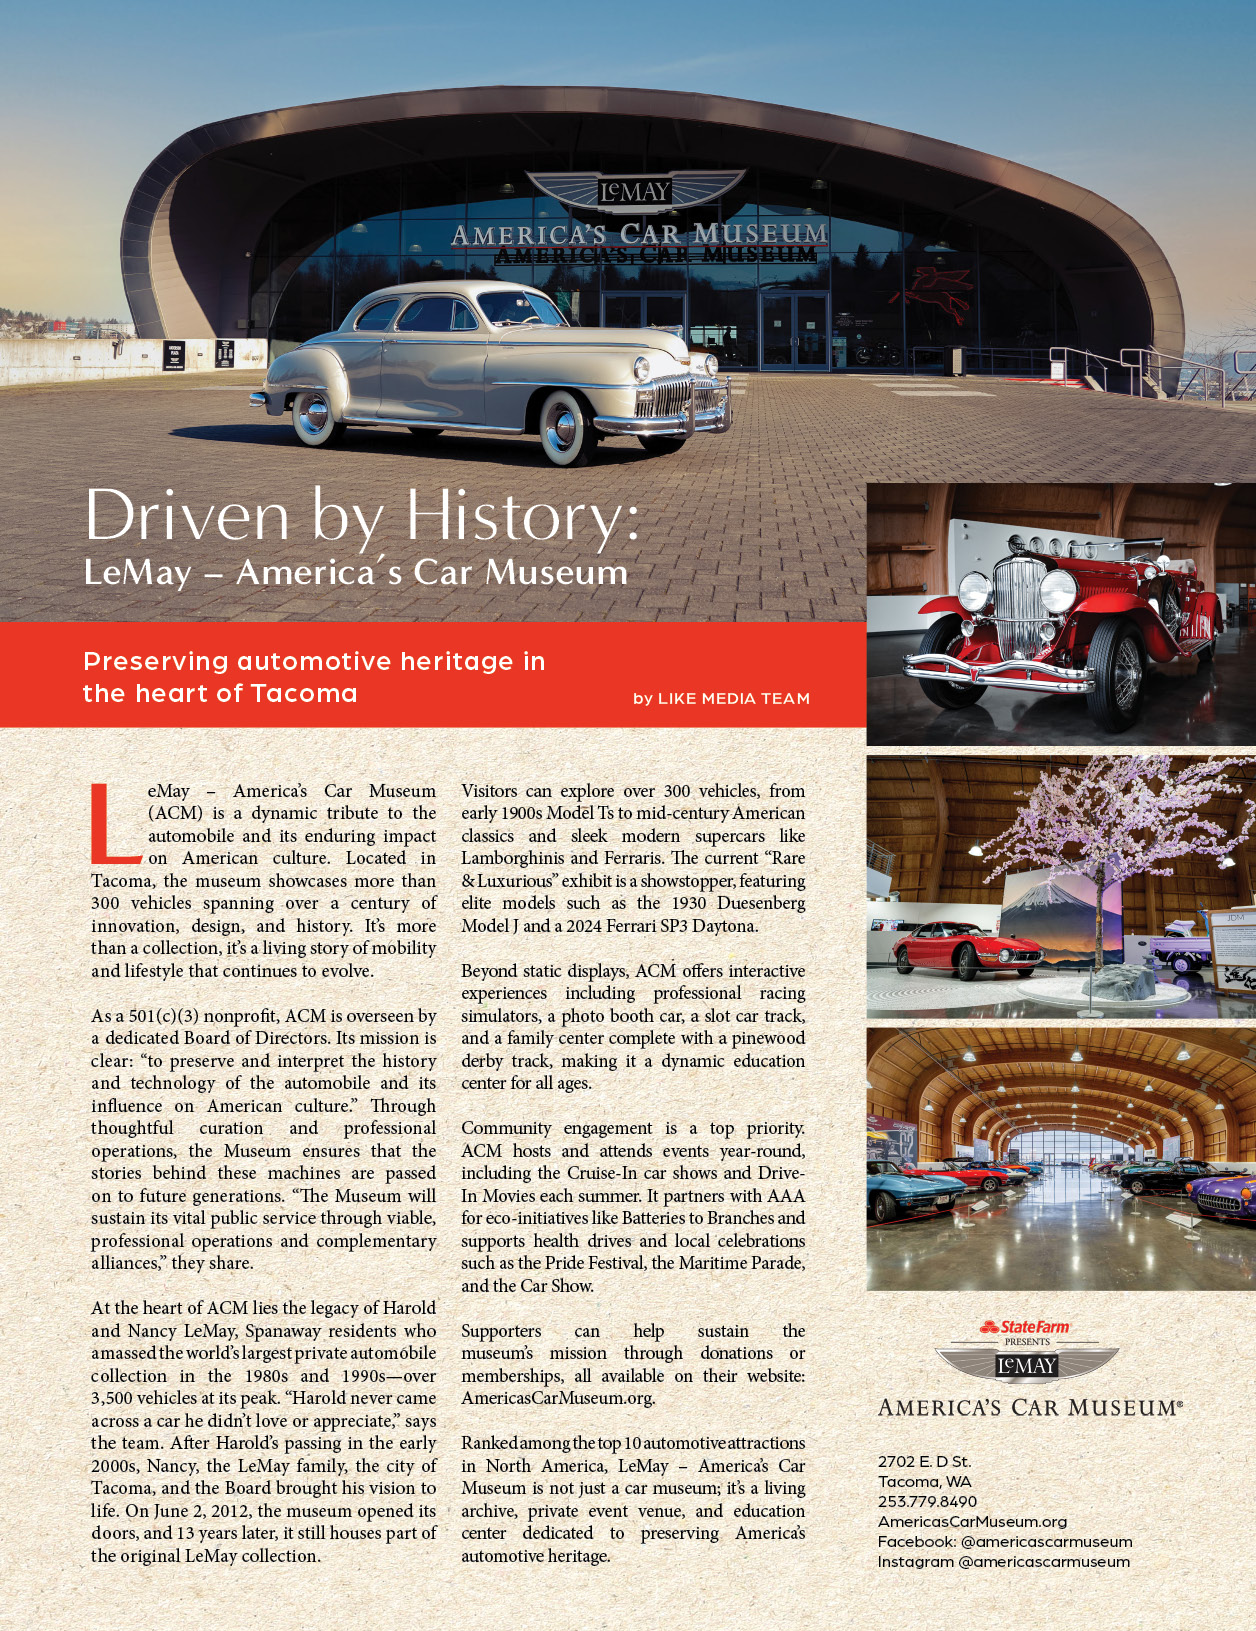 LeMAY
AMERICA'S CAR MUSEUM
Driven by History:
LeMay – America´s Car Museum
Preserving automotive heritage in
the heart of Tacoma
by LIKE MEDIA TEAM
LeMay – America's Car Museum
(ACM) is a dynamic tribute to the
automobile and its enduring impact
on American culture. Located in
Tacoma, the museum showcases more than
300 vehicles spanning over a century of
innovation, design, and history. It's more
than a collection, it's a living story of mobility
and lifestyle that continues to evolve.
As a 501(c)(3) nonprofit, ACM is overseen by
a dedicated Board of Directors. Its mission is
clear: “to preserve and interpret the history
and technology of the automobile and its
influence on American culture.” Through
thoughtful curation and professional
operations, the Museum ensures that the
stories behind these machines are passed
on to future generations. “The Museum will
sustain its vital public service through viable,
professional operations and complementary
alliances,” they share.
At the heart of ACM lies the legacy of Harold
and Nancy LeMay, Spanaway residents who
amassed the world's largest private automobile
collection in the 1980s and 1990s—over
3,500 vehicles at its peak. “Harold never came
across a car he didn't love or appreciate,” says
the team. After Harold's passing in the early
2000s, Nancy, the LeMay family, the city of
Tacoma, and the Board brought his vision to
life. On June 2, 2012, the museum opened its
doors, and 13 years later, it still houses part of
the original LeMay collection.
Visitors can explore over 300 vehicles, from
early 1900s Model Ts to mid-century American
classics and sleek modern supercars like
Lamborghinis and Ferraris. The current “Rare
& Luxurious” exhibit is a showstopper, featuring
elite models such as the 1930 Duesenberg
Model J and a 2024 Ferrari SP3 Daytona.
Beyond static displays, ACM offers interactive
experiences including professional racing
simulators, a photo booth car, a slot car track,
and a family center complete with a pinewood
derby track, making it a dynamic education
center for all ages.
Community engagement is a top priority.
ACM hosts and attends events year-round,
including the Cruise-In car shows and Drive-
In Movies each summer. It partners with AAA
for eco-initiatives like Batteries to Branches and
supports health drives and local celebrations
such as the Pride Festival, the Maritime Parade,
and the Car Show.
Supporters can help sustain the
museum's mission through donations or
memberships, all available on their website:
AmericasCarMuseum.org.
Ranked among the top 10 automotive attractions
in North America, LeMay – America's Car
Museum is not just a car museum; it's a living
archive, private event venue, and education
center dedicated to preserving America's
automotive heritage.
JDM
StateFarm
PRESENTS
LeMAY
AMERICA'S CAR MUSEUM®
2702 E. D St.
Tacoma, WA
253.779.8490
AmericasCarMuseum.org
Facebook: @americascarmuseum
Instagram @americascarmuseum